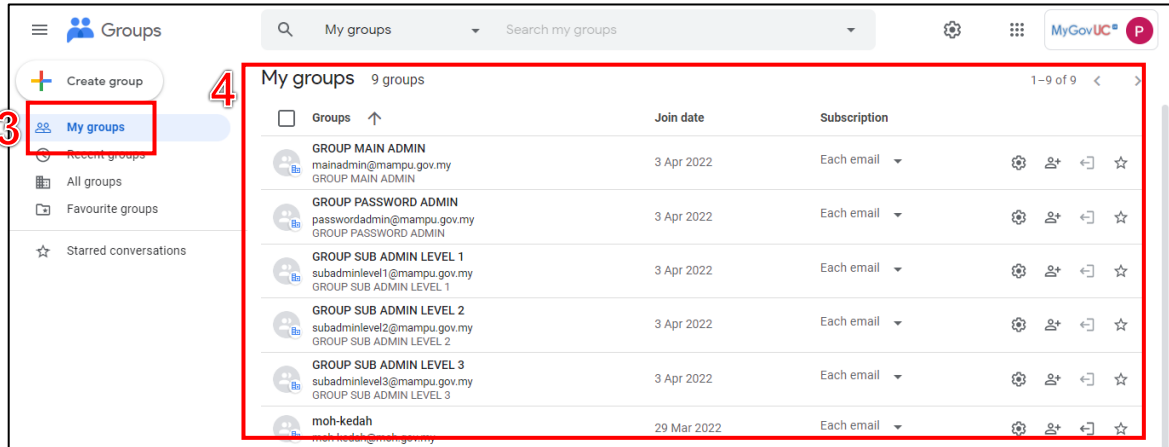 Groups
My groups
Search my groups
MyGovUC
P
Create group
3
My groups
Recent groups
All groups
Favourite groups
Starred conversations
4
My groups 9 groups
1–9 of 9
Groups Join date Subscription
GROUP MAIN ADMIN
mainadmin@mampu.gov.my
GROUP MAIN ADMIN
3 Apr 2022 Each email
GROUP PASSWORD ADMIN
passwordadmin@mampu.gov.my
GROUP PASSWORD ADMIN
3 Apr 2022 Each email
GROUP SUB ADMIN LEVEL 1
subadminlevel1@mampu.gov.my
GROUP SUB ADMIN LEVEL 1
3 Apr 2022 Each email
GROUP SUB ADMIN LEVEL 2
subadminlevel2@mampu.gov.my
GROUP SUB ADMIN LEVEL 2
3 Apr 2022 Each email
GROUP SUB ADMIN LEVEL 3
subadminlevel3@mampu.gov.my
GROUP SUB ADMIN LEVEL 3
3 Apr 2022 Each email
moh-kedah
moh-kedah@moh.gov.my
29 Mar 2022 Each email